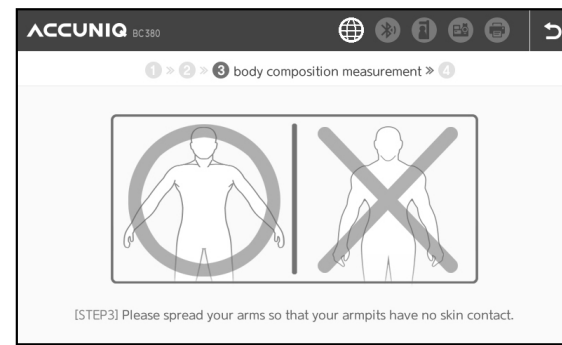 ACCUNIQ BC380
1 » 2 » 3 body composition measurement » 4
[STEP3] Please spread your arms so that your armpits have no skin contact.